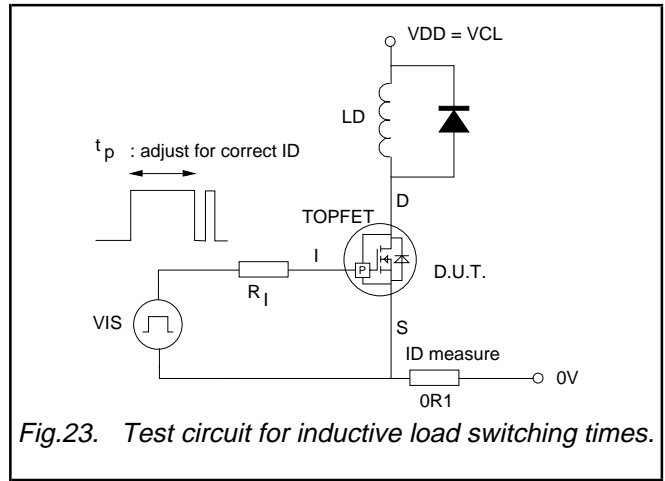 VDD = VCL
LD
t p : adjust for correct ID
D
TOPFET
I
P
D.U.T.
R I
VIS
S
ID measure
0V
0R1
Fig.23. Test circuit for inductive load switching times.